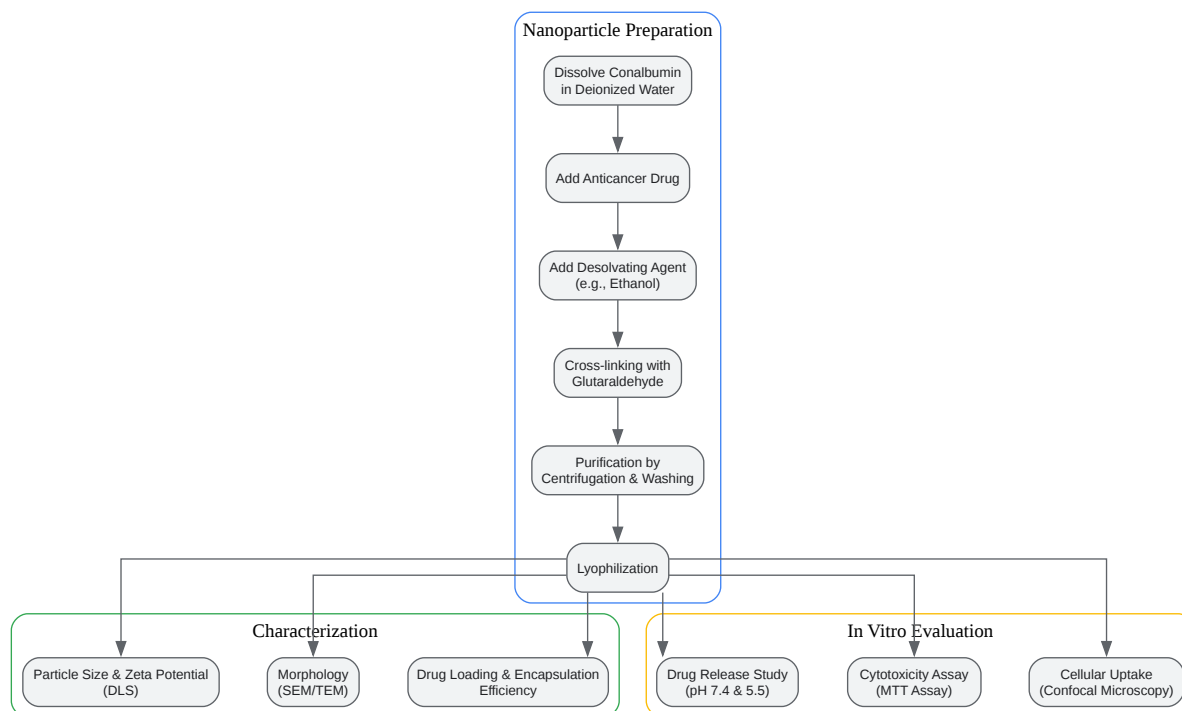 Nanoparticle Preparation
Dissolve Conalbumin
in Deionized Water
Add Anticancer Drug
Add Desolvating Agent
(e.g., Ethanol)
Cross-linking with
Glutaraldehyde
Purification by
Centrifugation & Washing
Lyophilization
Characterization
Particle Size & Zeta Potential
(DLS)
Morphology
(SEM/TEM)
Drug Loading & Encapsulation
Efficiency
In Vitro Evaluation
Drug Release Study
(pH 7.4 & 5.5)
Cytotoxicity Assay
(MTT Assay)
Cellular Uptake
(Confocal Microscopy)